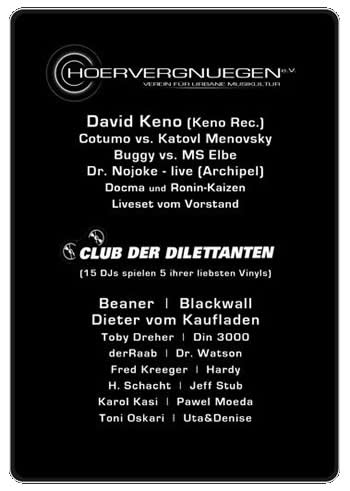 HOERVERGNUEGEN e.V.
VEREIN FÜR URBANE MUSIKKULTUR
David Keno (Keno Rec.)
Cotumo vs. Katovl Menovsky
Buggy vs. MS Elbe
Dr. Nojoke - live (Archipel)
Docma und Ronin-Kaizen
Liveset vom Vorstand
CLUB DER DILETTANTEN
(15 DJs spielen 5 ihrer liebsten Vinyls)
Beaner | Blackwall
Dieter vom Kaufladen
Toby Dreher | Din 3000
derRaab | Dr. Watson
Fred Kreeger | Hardy
H. Schacht | Jeff Stub
Karol Kasi | Pawel Moeda
Toni Oskari | Uta&Denise